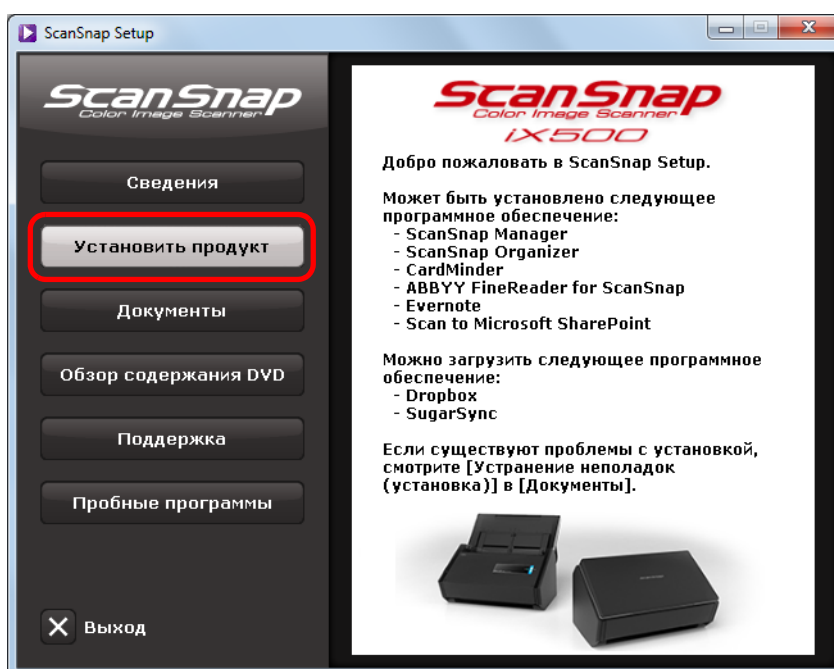 ScanSnap Setup
ScanSnap
Color Image Scanner
Сведения
Установить продукт
Документы
Обзор содержания DVD
Поддержка
Пробные программы
Выход
ScanSnap
Color Image Scanner
iX500
Добро пожаловать в ScanSnap Setup.
Может быть установлено следующее
программное обеспечение:
- ScanSnap Manager
- ScanSnap Organizer
- CardMinder
- ABBYY FineReader for ScanSnap
- Evernote
- Scan to Microsoft SharePoint
Можно загрузить следующее программное
обеспечение:
- Dropbox
- SugarSync
Если существуют проблемы с установкой,
смотрите [Устранение неполадок
(установка)] в [Документы].